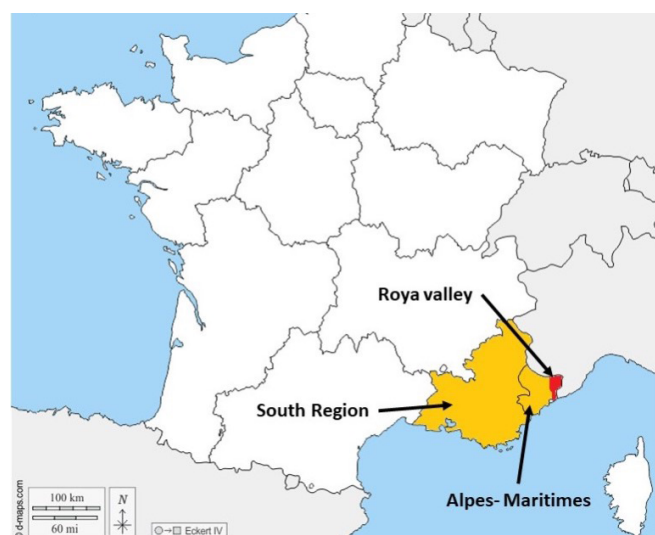 Roya valley
South Region
Alpes- Maritimes
100 km
60 mi
N
Eckert IV
© d-maps.com